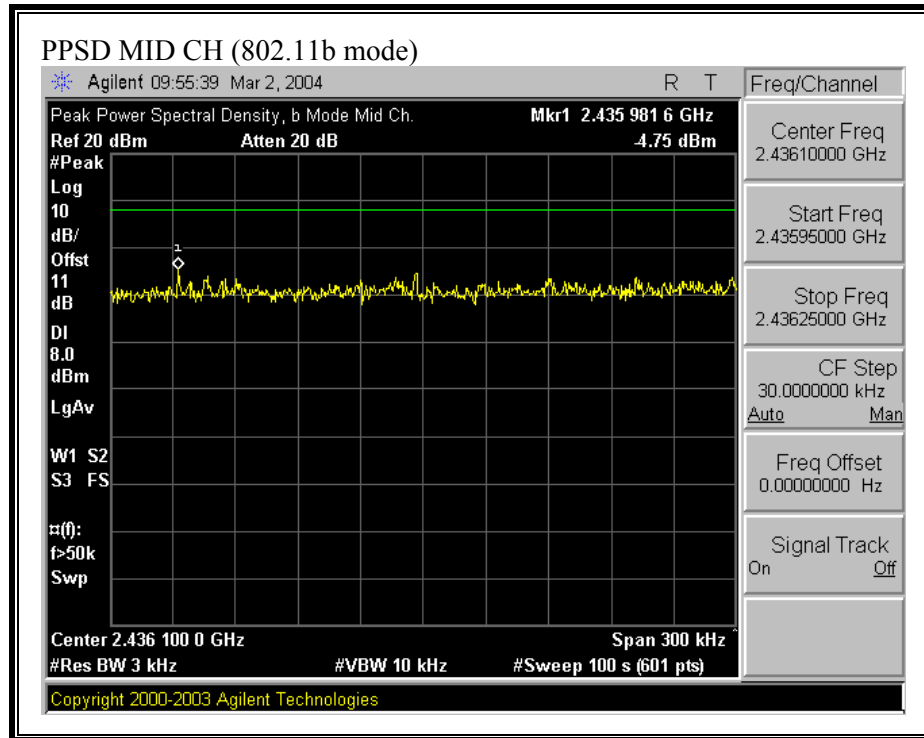 PPSD MID CH (802.11b mode)
Agilent 09:55:39 Mar 2, 2004 R T
Peak Power Spectral Density, b Mode Mid Ch. Mkr1 2.435 981 6 GHz
Ref 20 dBm Atten 20 dB -4.75 dBm
#Peak
Log
10
dB/
Offst
11
dB
DI
8.0
dBm
LgAv
W1 S2
S3 FS
¤(f):
f>50k
Swp
1
Center 2.436 100 0 GHz Span 300 kHz
#Res BW 3 kHz #VBW 10 kHz #Sweep 100 s (601 pts)
Copyright 2000-2003 Agilent Technologies
Freq/Channel
Center Freq
2.43610000 GHz
Start Freq
2.43595000 GHz
Stop Freq
2.43625000 GHz
CF Step
30.0000000 kHz
Auto Man
Freq Offset
0.00000000 Hz
Signal Track
On Off